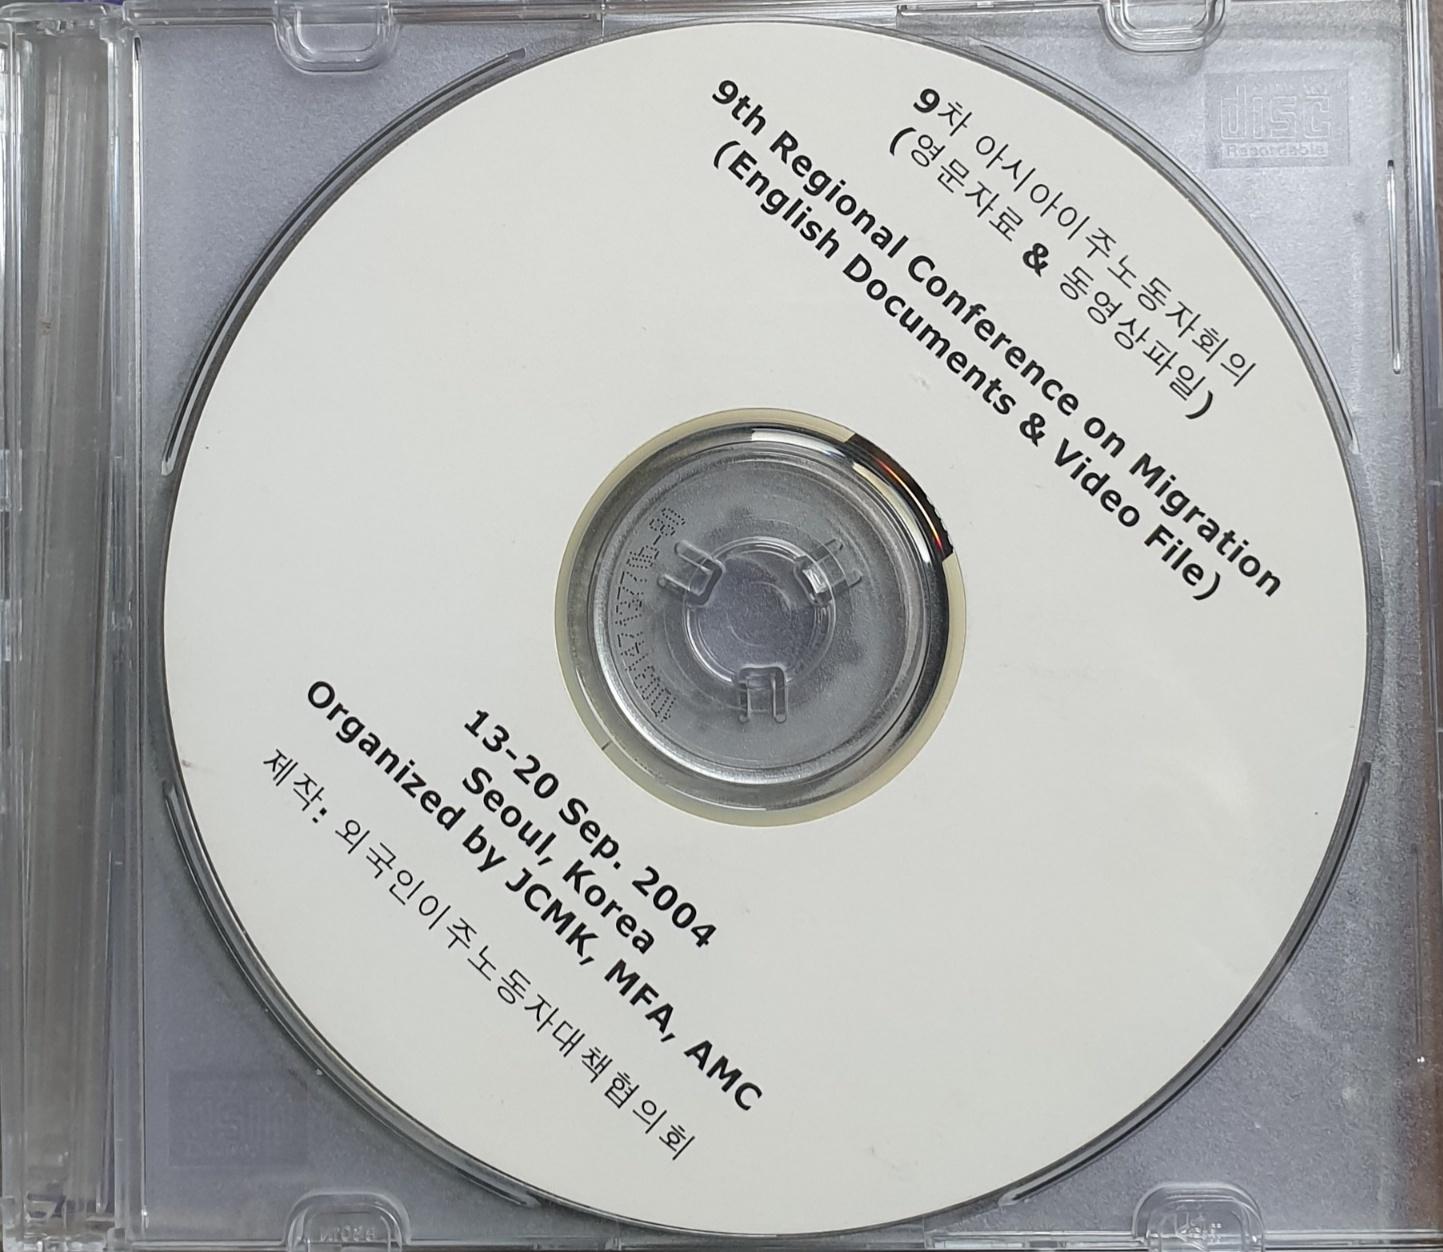 9차 아시아이주노동자회의
(영문자료 & 동영상파일)
9th Regional Conference on Migration
(English Documents & Video File)
13-20 Sep. 2004
Seoul, Korea
Organized by JCMK, MFA, AMC
제작: 외국인이주노동자대책협의회
disc
Recordable